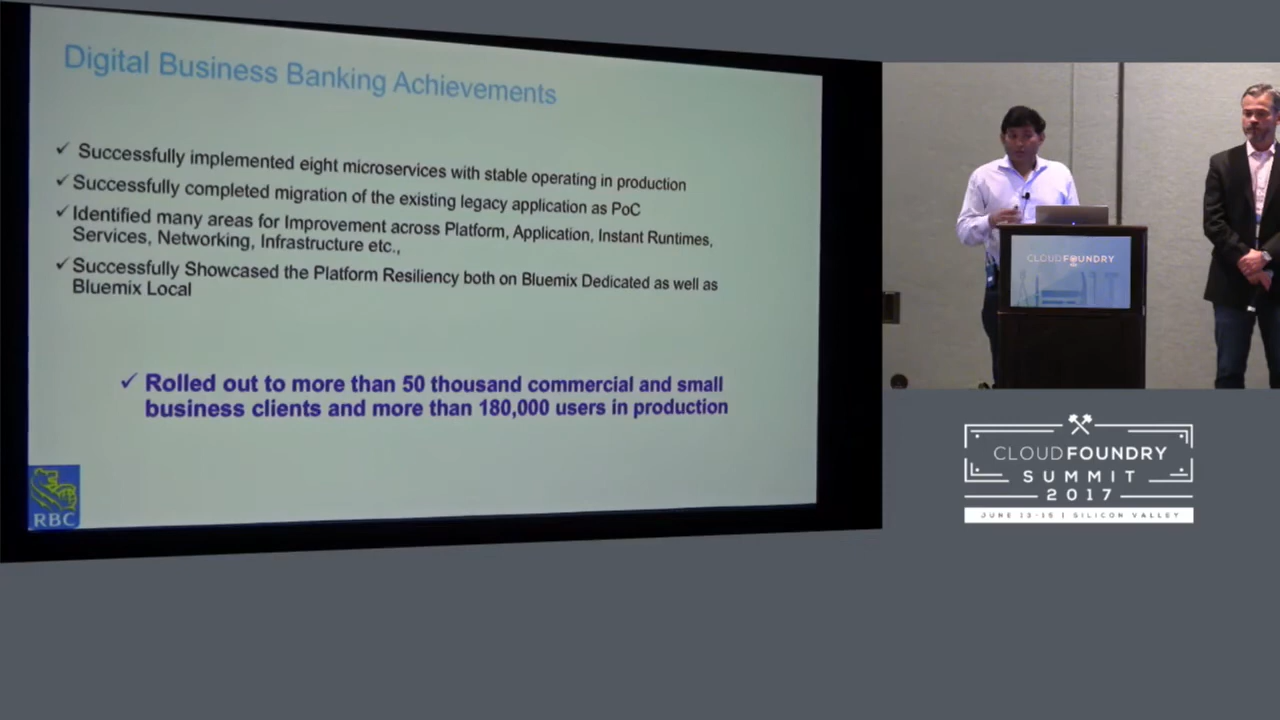 Digital Business Banking Achievements
✓ Successfully implemented eight microservices with stable operating in production
✓ Successfully completed migration of the existing legacy application as PoC
✓ Identified many areas for Improvement across Platform, Application, Instant Runtimes,
Services, Networking, Infrastructure etc.,
✓ Successfully Showcased the Platform Resiliency both on Bluemix Dedicated as well as
Bluemix Local
✓ Rolled out to more than 50 thousand commercial and small
business clients and more than 180,000 users in production
RBC
CLOUDFOUNDRY
CLOUDFOUNDRY
SUMMIT
2017
JUNE 13-15 | SILICON VALLEY